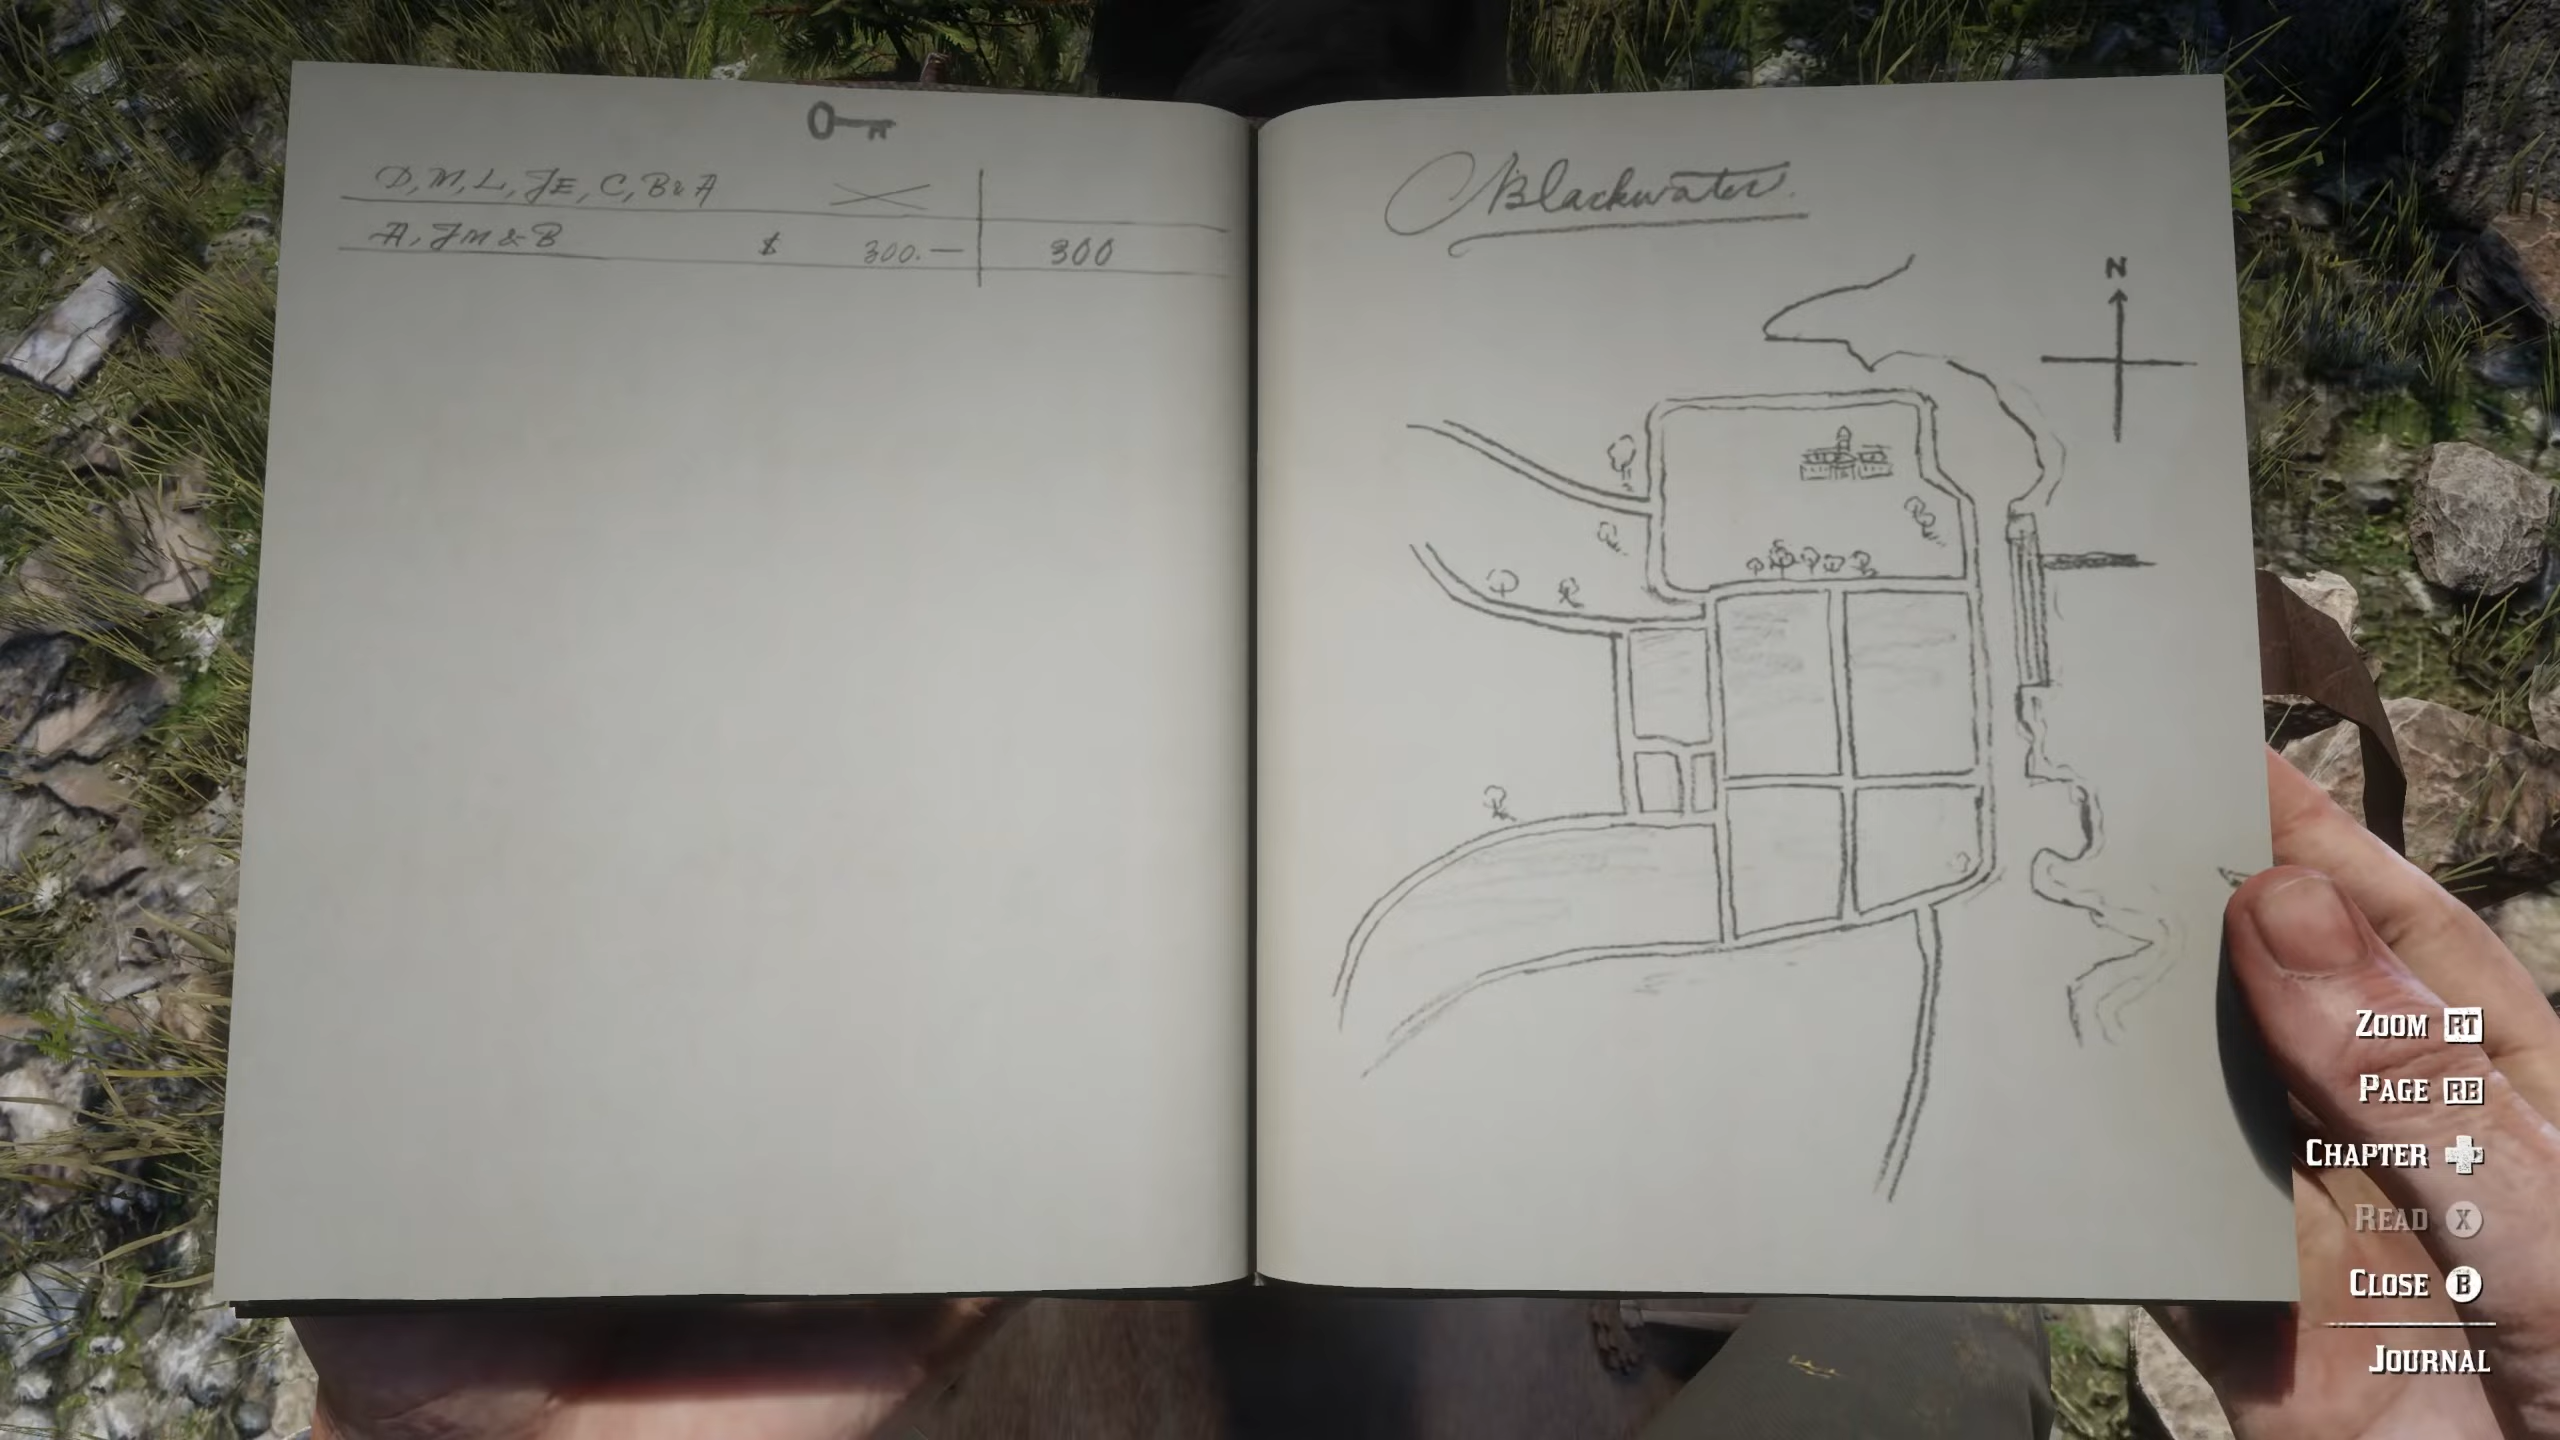 D, M, L, JE, C, B & A
A, JM & B $ 300.— 300
Blackwater.
N
ZOOM RT
PAGE RB
CHAPTER
READ X
CLOSE B
JOURNAL